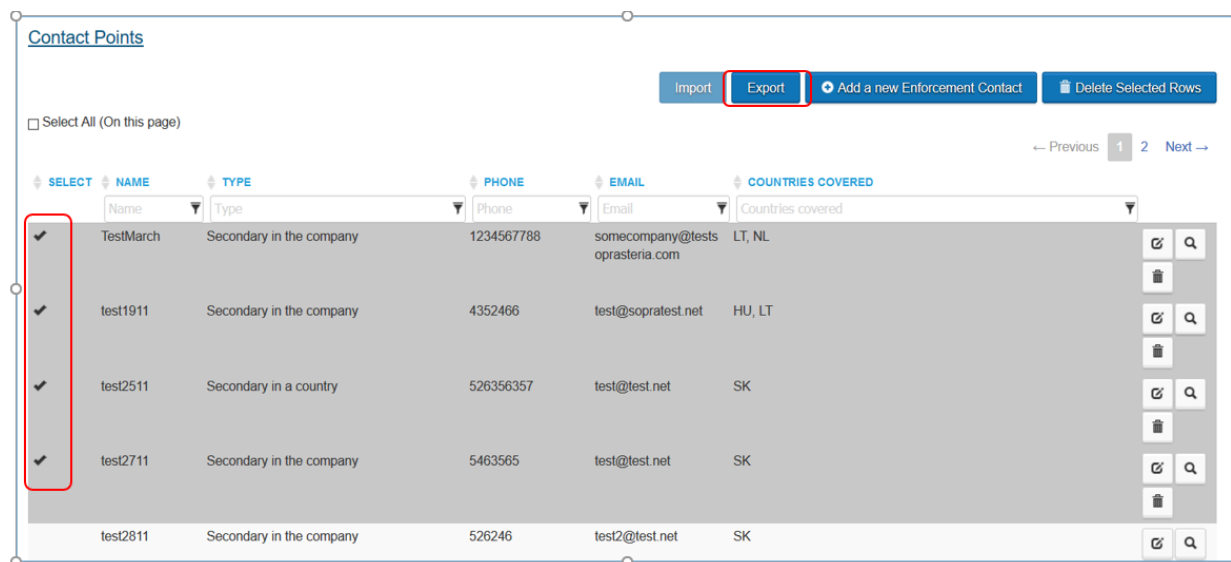 Contact Points
Import Export Add a new Enforcement Contact Delete Selected Rows
Select All (On this page)
← Previous 1 2 Next →
SELECT NAME TYPE PHONE EMAIL COUNTRIES COVERED
Name Type Phone Email Countries covered
TestMarch Secondary in the company 1234567788 somecompany@tests LT, NL
oprasteria.com
test1911 Secondary in the company 4352466 test@sopratest.net HU, LT
test2511 Secondary in a country 526356357 test@test.net SK
test2711 Secondary in the company 5463565 test@test.net SK
test2811 Secondary in the company 526246 test2@test.net SK